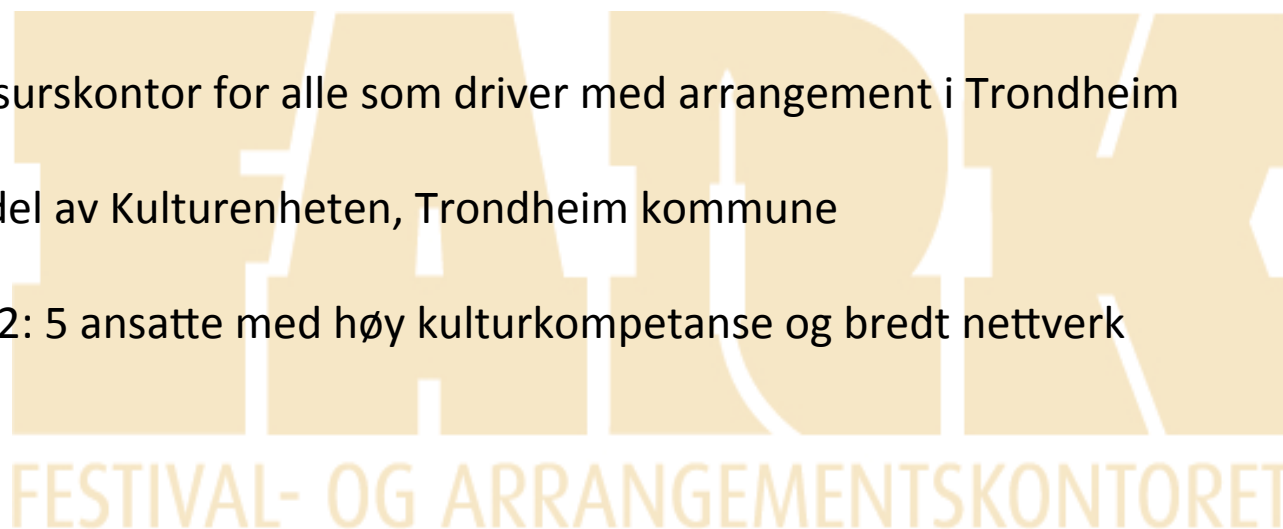 surskontor for alle som driver med arrangement i Trondheim
del av Kulturenheten, Trondheim kommune
2: 5 ansatte med høy kulturkompetanse og bredt nettverk
FARK
FESTIVAL- OG ARRANGEMENTSKONTORET